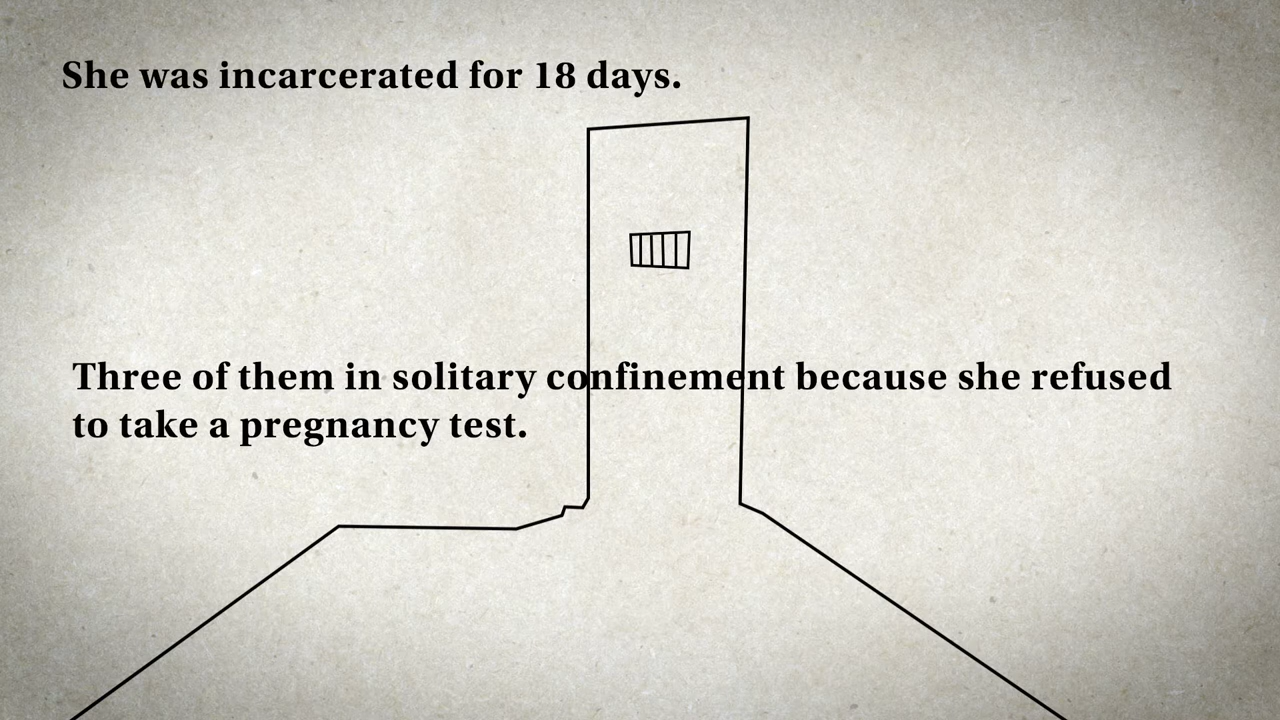 She was incarcerated for 18 days.
Three of them in solitary confinement because she refused
to take a pregnancy test.